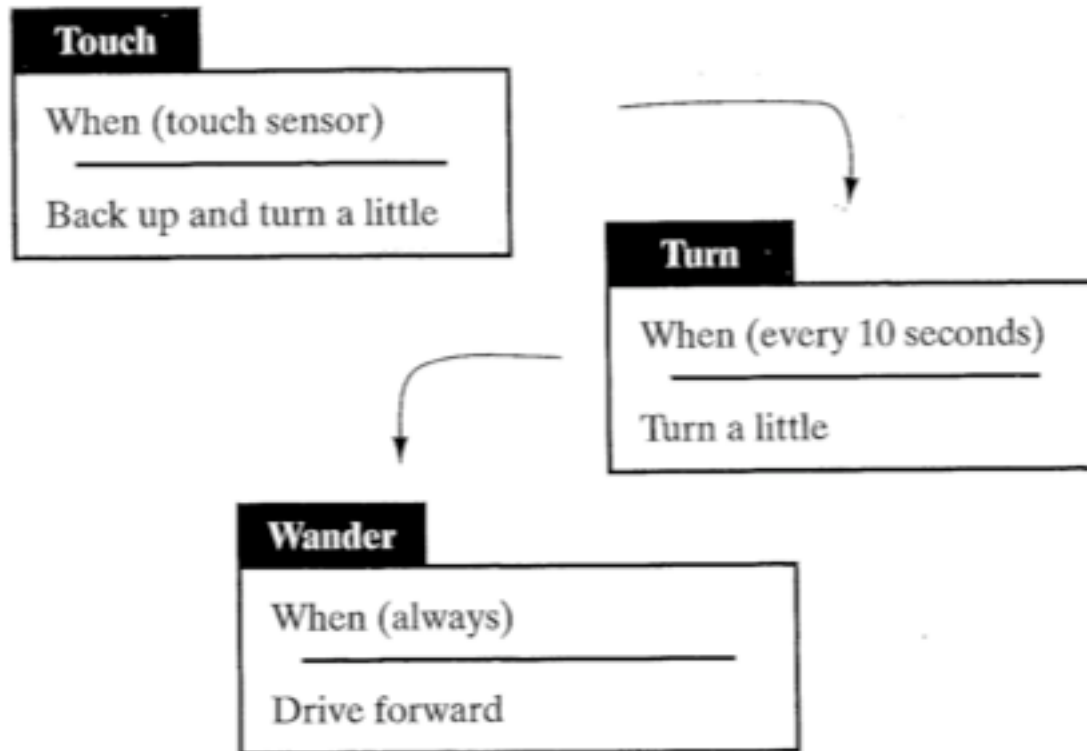 Touch
When (touch sensor)
Back up and turn a little
Turn
When (every 10 seconds)
Turn a little
Wander
When (always)
Drive forward